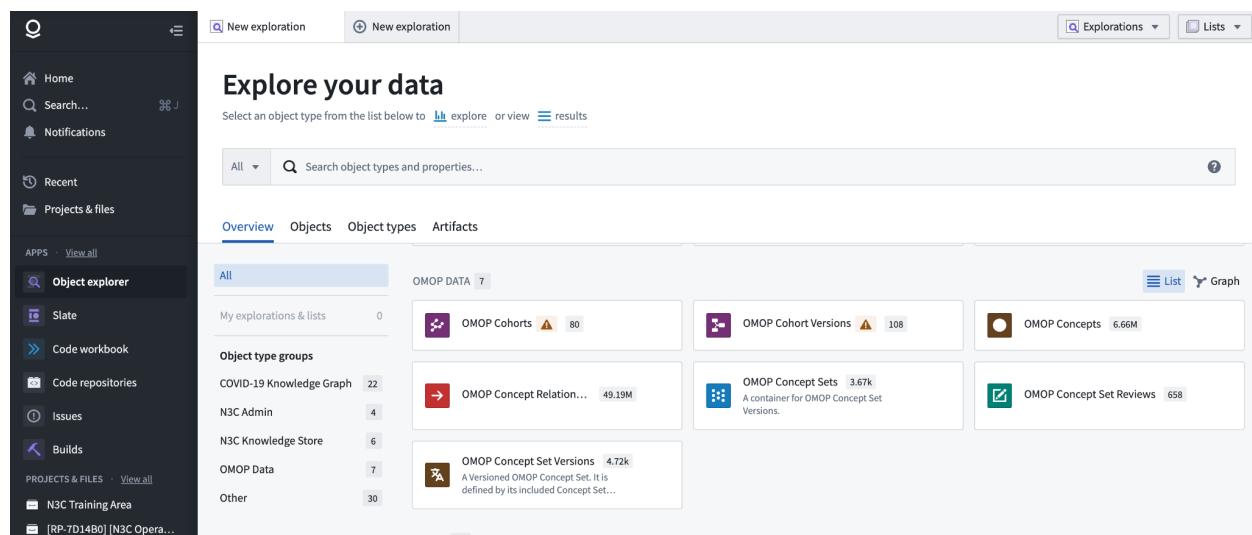 New exploration
New exploration
Explorations
Lists
Home
Search... ⌘ J
Notifications
Recent
Projects & files
APPS · View all
Object explorer
Slate
Code workbook
Code repositories
Issues
Builds
PROJECTS & FILES · View all
N3C Training Area
[RP-7D14B0] [N3C Opera...
Explore your data
Select an object type from the list below to explore or view results
All
Search object types and properties...
Overview Objects Object types Artifacts
All
My explorations & lists 0
Object type groups
COVID-19 Knowledge Graph 22
N3C Admin 4
N3C Knowledge Store 6
OMOP Data 7
Other 30
OMOP DATA 7
List Graph
OMOP Cohorts 80
OMOP Cohort Versions 108
OMOP Concepts 6.66M
OMOP Concept Relation... 49.19M
OMOP Concept Sets 3.67k
A container for OMOP Concept Set
Versions.
OMOP Concept Set Reviews 658
OMOP Concept Set Versions 4.72k
A Versioned OMOP Concept Set. It is
defined by its included Concept Set...